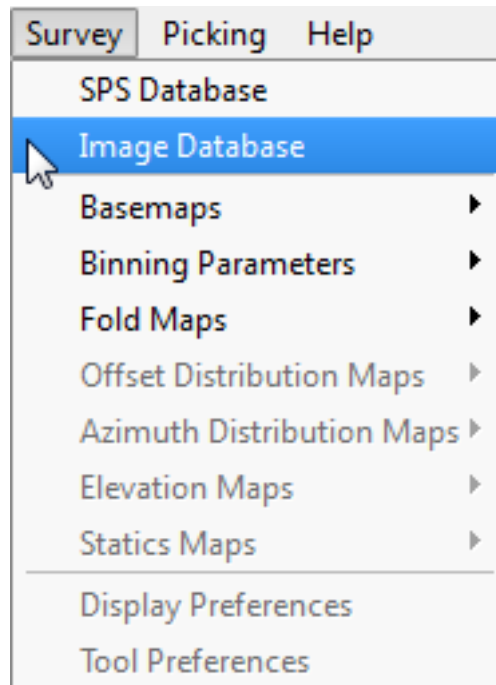 Survey Picking Help
SPS Database
Image Database
Basemaps
Binning Parameters
Fold Maps
Offset Distribution Maps
Azimuth Distribution Maps
Elevation Maps
Statics Maps
Display Preferences
Tool Preferences